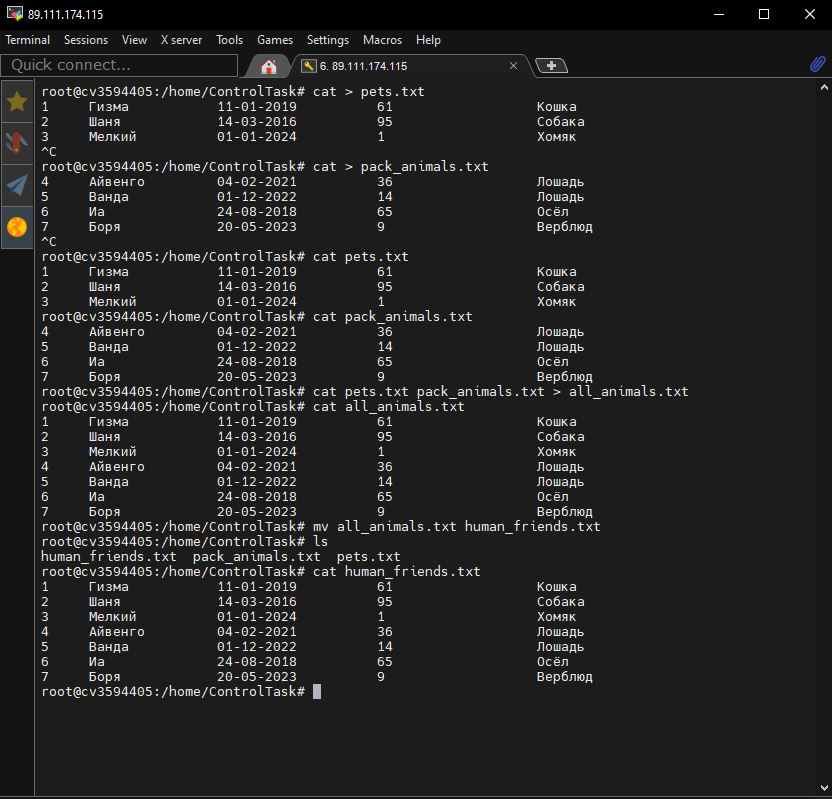 89.111.174.115
Terminal Sessions View X server Tools Games Settings Macros Help
Quick connect...
6. 89.111.174.115
root@cv3594405:/home/ControlTask# cat > pets.txt
1 Гизма 11-01-2019 61 Кошка
2 Шаня 14-03-2016 95 Собака
3 Мелкий 01-01-2024 1 Хомяк
^C
root@cv3594405:/home/ControlTask# cat > pack_animals.txt
4 Айвенго 04-02-2021 36 Лошадь
5 Ванда 01-12-2022 14 Лошадь
6 Иа 24-08-2018 65 Осёл
7 Боря 20-05-2023 9 Верблюд
^C
root@cv3594405:/home/ControlTask# cat pets.txt
1 Гизма 11-01-2019 61 Кошка
2 Шаня 14-03-2016 95 Собака
3 Мелкий 01-01-2024 1 Хомяк
root@cv3594405:/home/ControlTask# cat pack_animals.txt
4 Айвенго 04-02-2021 36 Лошадь
5 Ванда 01-12-2022 14 Лошадь
6 Иа 24-08-2018 65 Осёл
7 Боря 20-05-2023 9 Верблюд
root@cv3594405:/home/ControlTask# cat pets.txt pack_animals.txt > all_animals.txt
root@cv3594405:/home/ControlTask# cat all_animals.txt
1 Гизма 11-01-2019 61 Кошка
2 Шаня 14-03-2016 95 Собака
3 Мелкий 01-01-2024 1 Хомяк
4 Айвенго 04-02-2021 36 Лошадь
5 Ванда 01-12-2022 14 Лошадь
6 Иа 24-08-2018 65 Осёл
7 Боря 20-05-2023 9 Верблюд
root@cv3594405:/home/ControlTask# mv all_animals.txt human_friends.txt
root@cv3594405:/home/ControlTask# ls
human_friends.txt pack_animals.txt pets.txt
root@cv3594405:/home/ControlTask# cat human_friends.txt
1 Гизма 11-01-2019 61 Кошка
2 Шаня 14-03-2016 95 Собака
3 Мелкий 01-01-2024 1 Хомяк
4 Айвенго 04-02-2021 36 Лошадь
5 Ванда 01-12-2022 14 Лошадь
6 Иа 24-08-2018 65 Осёл
7 Боря 20-05-2023 9 Верблюд
root@cv3594405:/home/ControlTask#